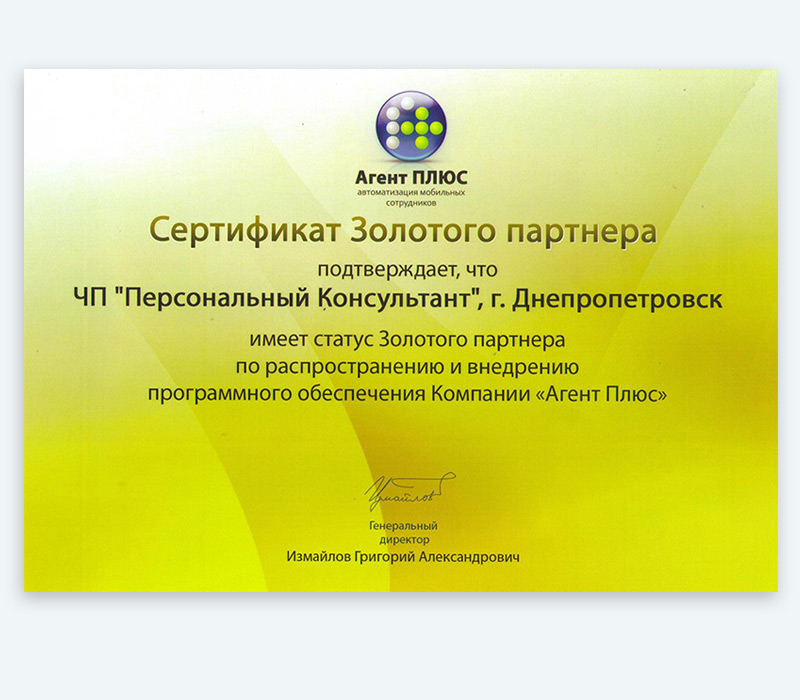 Агент ПЛЮС
автоматизация мобильных
сотрудников
Сертификат Золотого партнера
подтверждает, что
ЧП "Персональный Консультант", г. Днепропетровск
имеет статус Золотого партнера
по распространению и внедрению
программного обеспечения Компании «Агент Плюс»
Измайлов
Генеральный
директор
Измайлов Григорий Александрович